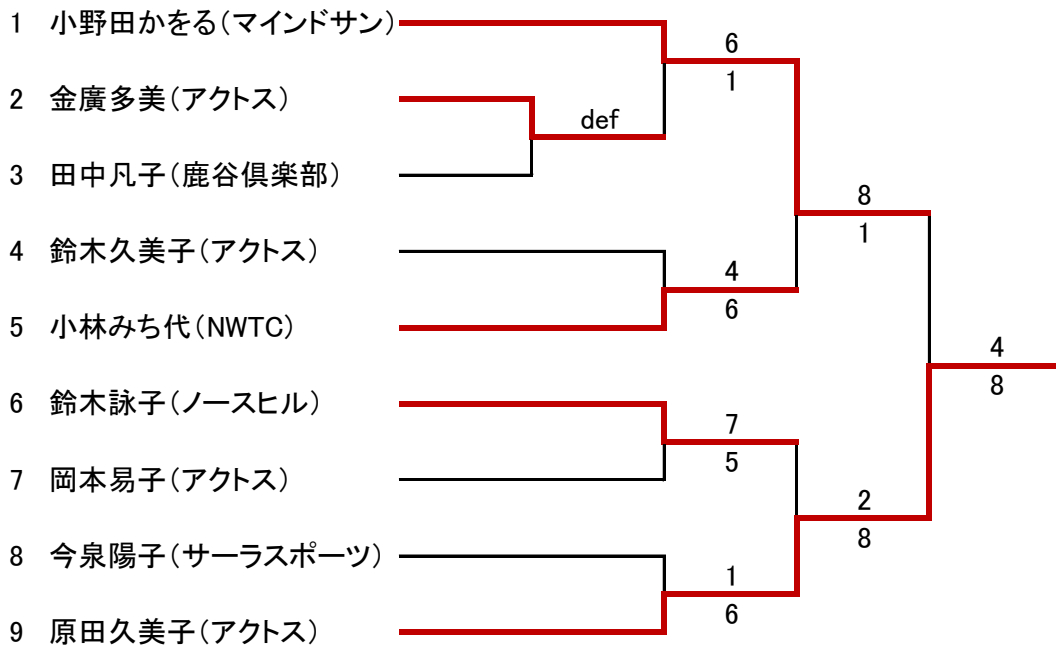 1 小野田かをる(マインドサン)
6
1
2 金廣多美(アクトス)
def
3 田中凡子(鹿谷倶楽部)
8
1
4 鈴木久美子(アクトス)
4
6
5 小林みち代(NWTC)
4
8
6 鈴木詠子(ノースヒル)
7
5
7 岡本易子(アクトス)
2
8
8 今泉陽子(サーラスポーツ)
1
6
9 原田久美子(アクトス)